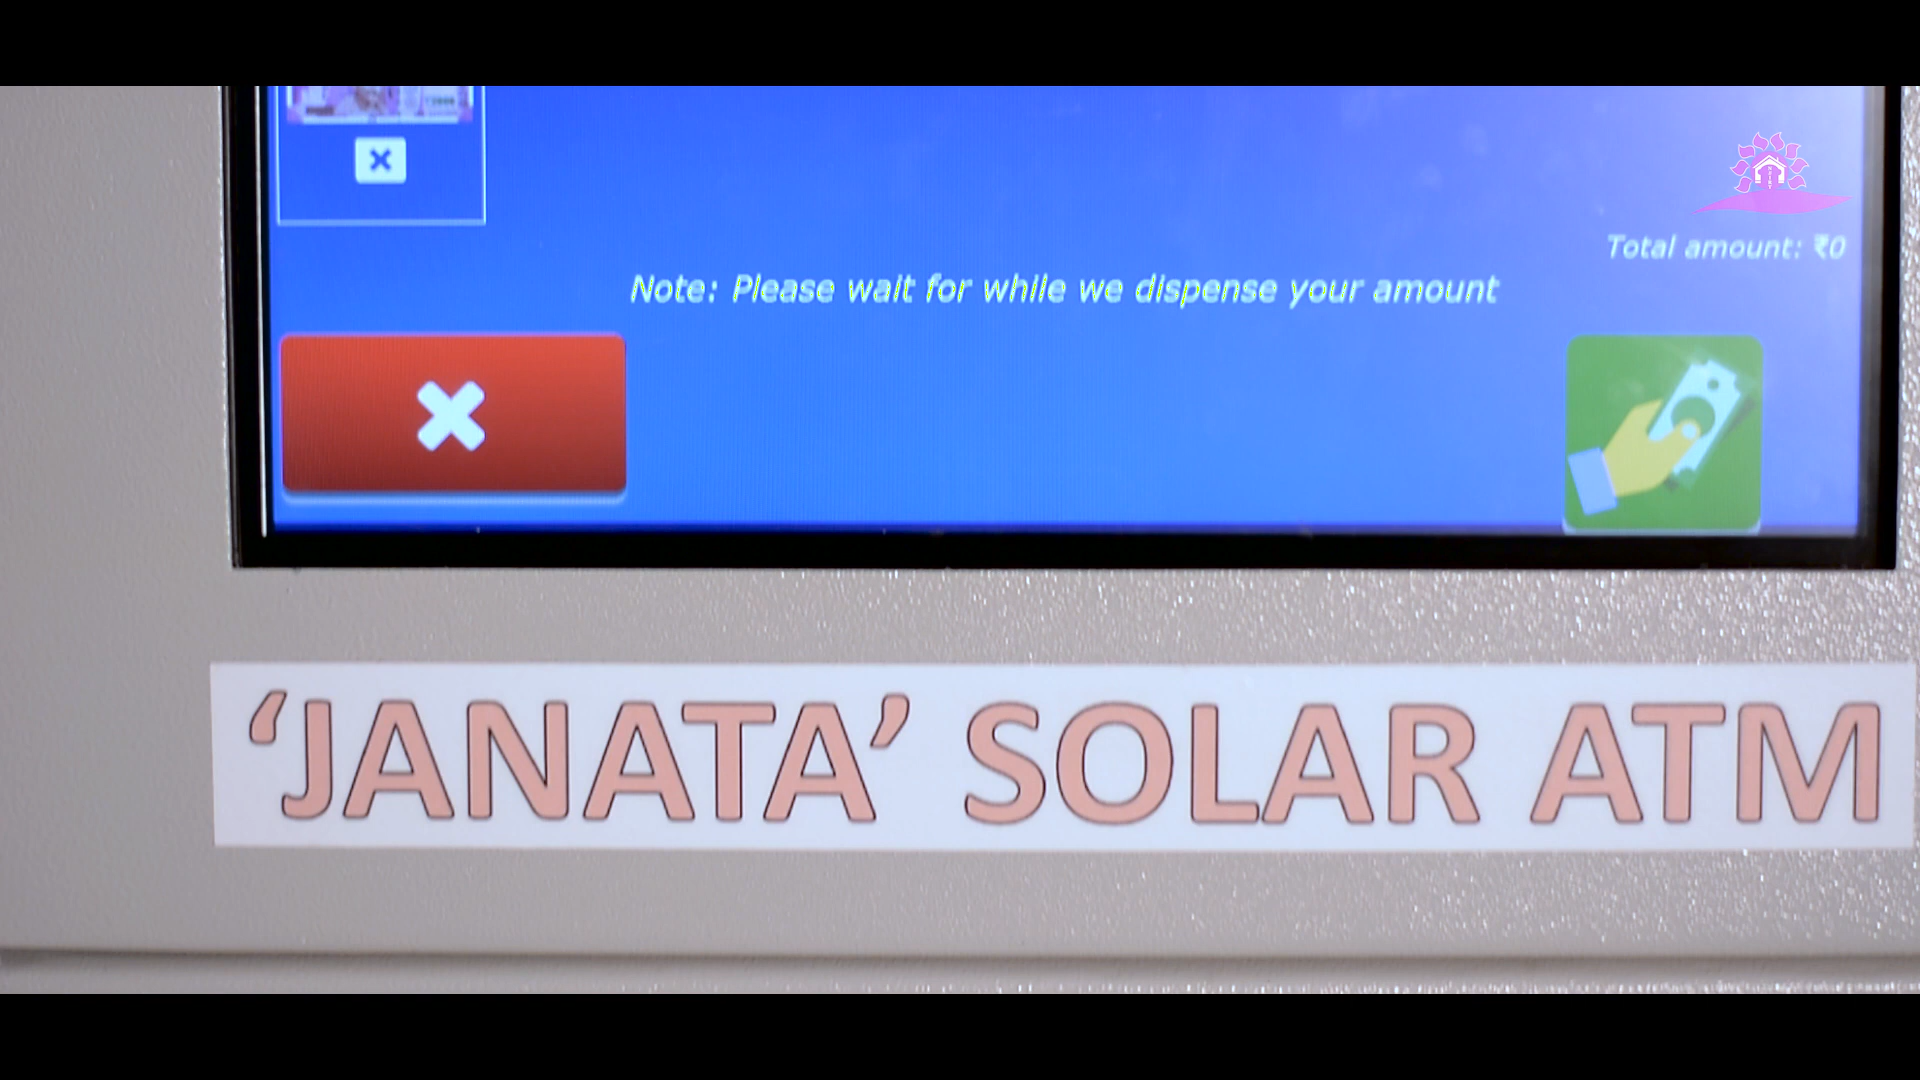 Total amount: ₹0
Note: Please wait for while we dispense your amount
‘JANATA’ SOLAR ATM